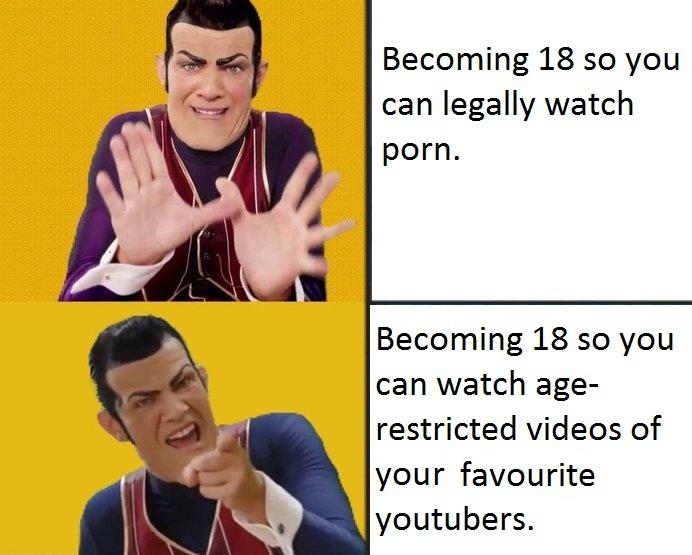 Becoming 18 so you
can legally watch
porn.
Becoming 18 so you
can watch age-
restricted videos of
your favourite
youtubers.